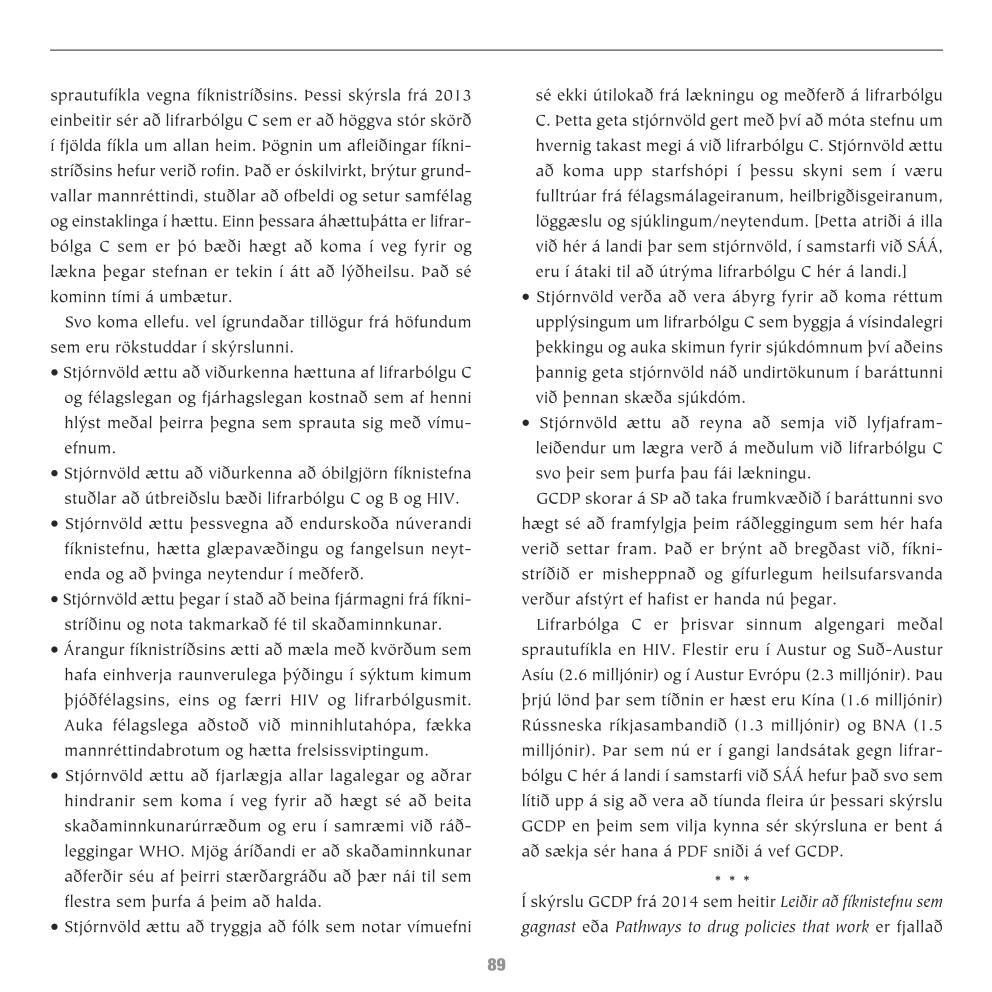 sprautufíkla vegna fíknistríðsins. Þessi skýrsla frá 2013
einbeitir sér að lifrarbólgu C sem er að höggva stór skörð
í fjölda fíkla um allan heim. Þögnin um afleiðingar fíkni-
stríðsins hefur verið rofin. Það er óskilvirkt, brýtur grund-
vallar mannréttindi, stuðlar að ofbeldi og setur samfélag
og einstaklinga í hættu. Einn þessara áhættuþátta er lifrar-
bólga C sem er þó bæði hægt að koma í veg fyrir og
lækna þegar stefnan er tekin í átt að lýðheilsu. Það sé
kominn tími á umbætur.
Svo koma ellefu. vel ígrundaðar tillögur frá höfundum
sem eru rökstuddar í skýrslunni.
• Stjórnvöld ættu að viðurkenna hættuna af lifrarbólgu C
og félagslegan og fjárhagslegan kostnað sem af henni
hlýst meðal þeirra þegna sem sprauta sig með vímu-
efnum.
• Stjórnvöld ættu að viðurkenna að óbilgjörn fíknistefna
stuðlar að útbreiðslu bæði lifrarbólgu C og B og HIV.
• Stjórnvöld ættu þessvegna að endurskoða núverandi
fíknistefnu, hætta glæpavæðingu og fangelsun neyt-
enda og að þvinga neytendur í meðferð.
• Stjórnvöld ættu þegar í stað að beina fjármagni frá fíkni-
stríðinu og nota takmarkað fé til skaðaminnkunar.
• Árangur fíknistríðsins ætti að mæla með kvörðum sem
hafa einhverja raunverulega þýðingu í sýktum kimum
þjóðfélagsins, eins og færri HIV og lifrarbólgusmit.
Auka félagslega aðstoð við minnihlutahópa, fækka
mannréttindabrotum og hætta frelsissviptingum.
• Stjórnvöld ættu að fjarlægja allar lagalegar og aðrar
hindranir sem koma í veg fyrir að hægt sé að beita
skaðaminnkunarúrræðum og eru í samræmi við ráð-
leggingar WHO. Mjög áríðandi er að skaðaminnkunar
aðferðir séu af þeirri stærðargráðu að þær nái til sem
flestra sem þurfa á þeim að halda.
• Stjórnvöld ættu að tryggja að fólk sem notar vímuefni
sé ekki útilokað frá lækningu og meðferð á lifrarbólgu
C. Þetta geta stjórnvöld gert með því að móta stefnu um
hvernig takast megi á við lifrarbólgu C. Stjórnvöld ættu
að koma upp starfshópi í þessu skyni sem í væru
fulltrúar frá félagsmálageiranum, heilbrigðisgeiranum,
löggæslu og sjúklingum/neytendum. [Þetta atriði á illa
við hér á landi þar sem stjórnvöld, í samstarfi við SÁÁ,
eru í átaki til að útrýma lifrarbólgu C hér á landi.]
• Stjórnvöld verða að vera ábyrg fyrir að koma réttum
upplýsingum um lifrarbólgu C sem byggja á vísindalegri
þekkingu og auka skimun fyrir sjúkdómnum því aðeins
þannig geta stjórnvöld náð undirtökunum í baráttunni
við þennan skæða sjúkdóm.
• Stjórnvöld ættu að reyna að semja við lyfjafram-
leiðendur um lægra verð á meðulum við lifrarbólgu C
svo þeir sem þurfa þau fái lækningu.
GCDP skorar á SÞ að taka frumkvæðið í baráttunni svo
hægt sé að framfylgja þeim ráðleggingum sem hér hafa
verið settar fram. Það er brýnt að bregðast við, fíkni-
stríðið er misheppnað og gífurlegum heilsufarsvanda
verður afstýrt ef hafist er handa nú þegar.
Lifrarbólga C er þrisvar sinnum algengari meðal
sprautufíkla en HIV. Flestir eru í Austur og Suð-Austur
Asíu (2.6 milljónir) og í Austur Evrópu (2.3 milljónir). Þau
þrjú lönd þar sem tíðnin er hæst eru Kína (1.6 milljónir)
Rússneska ríkjasambandið (1.3 milljónir) og BNA (1.5
milljónir). Þar sem nú er í gangi landsátak gegn lifrar-
bólgu C hér á landi í samstarfi við SÁÁ hefur það svo sem
lítið upp á sig að vera að tíunda fleira úr þessari skýrslu
GCDP en þeim sem vilja kynna sér skýrsluna er bent á
að sækja sér hana á PDF sniði á vef GCDP.
* * *
Í skýrslu GCDP frá 2014 sem heitir Leiðir að fíknistefnu sem
gagnast eða Pathways to drug policies that work er fjallað
89